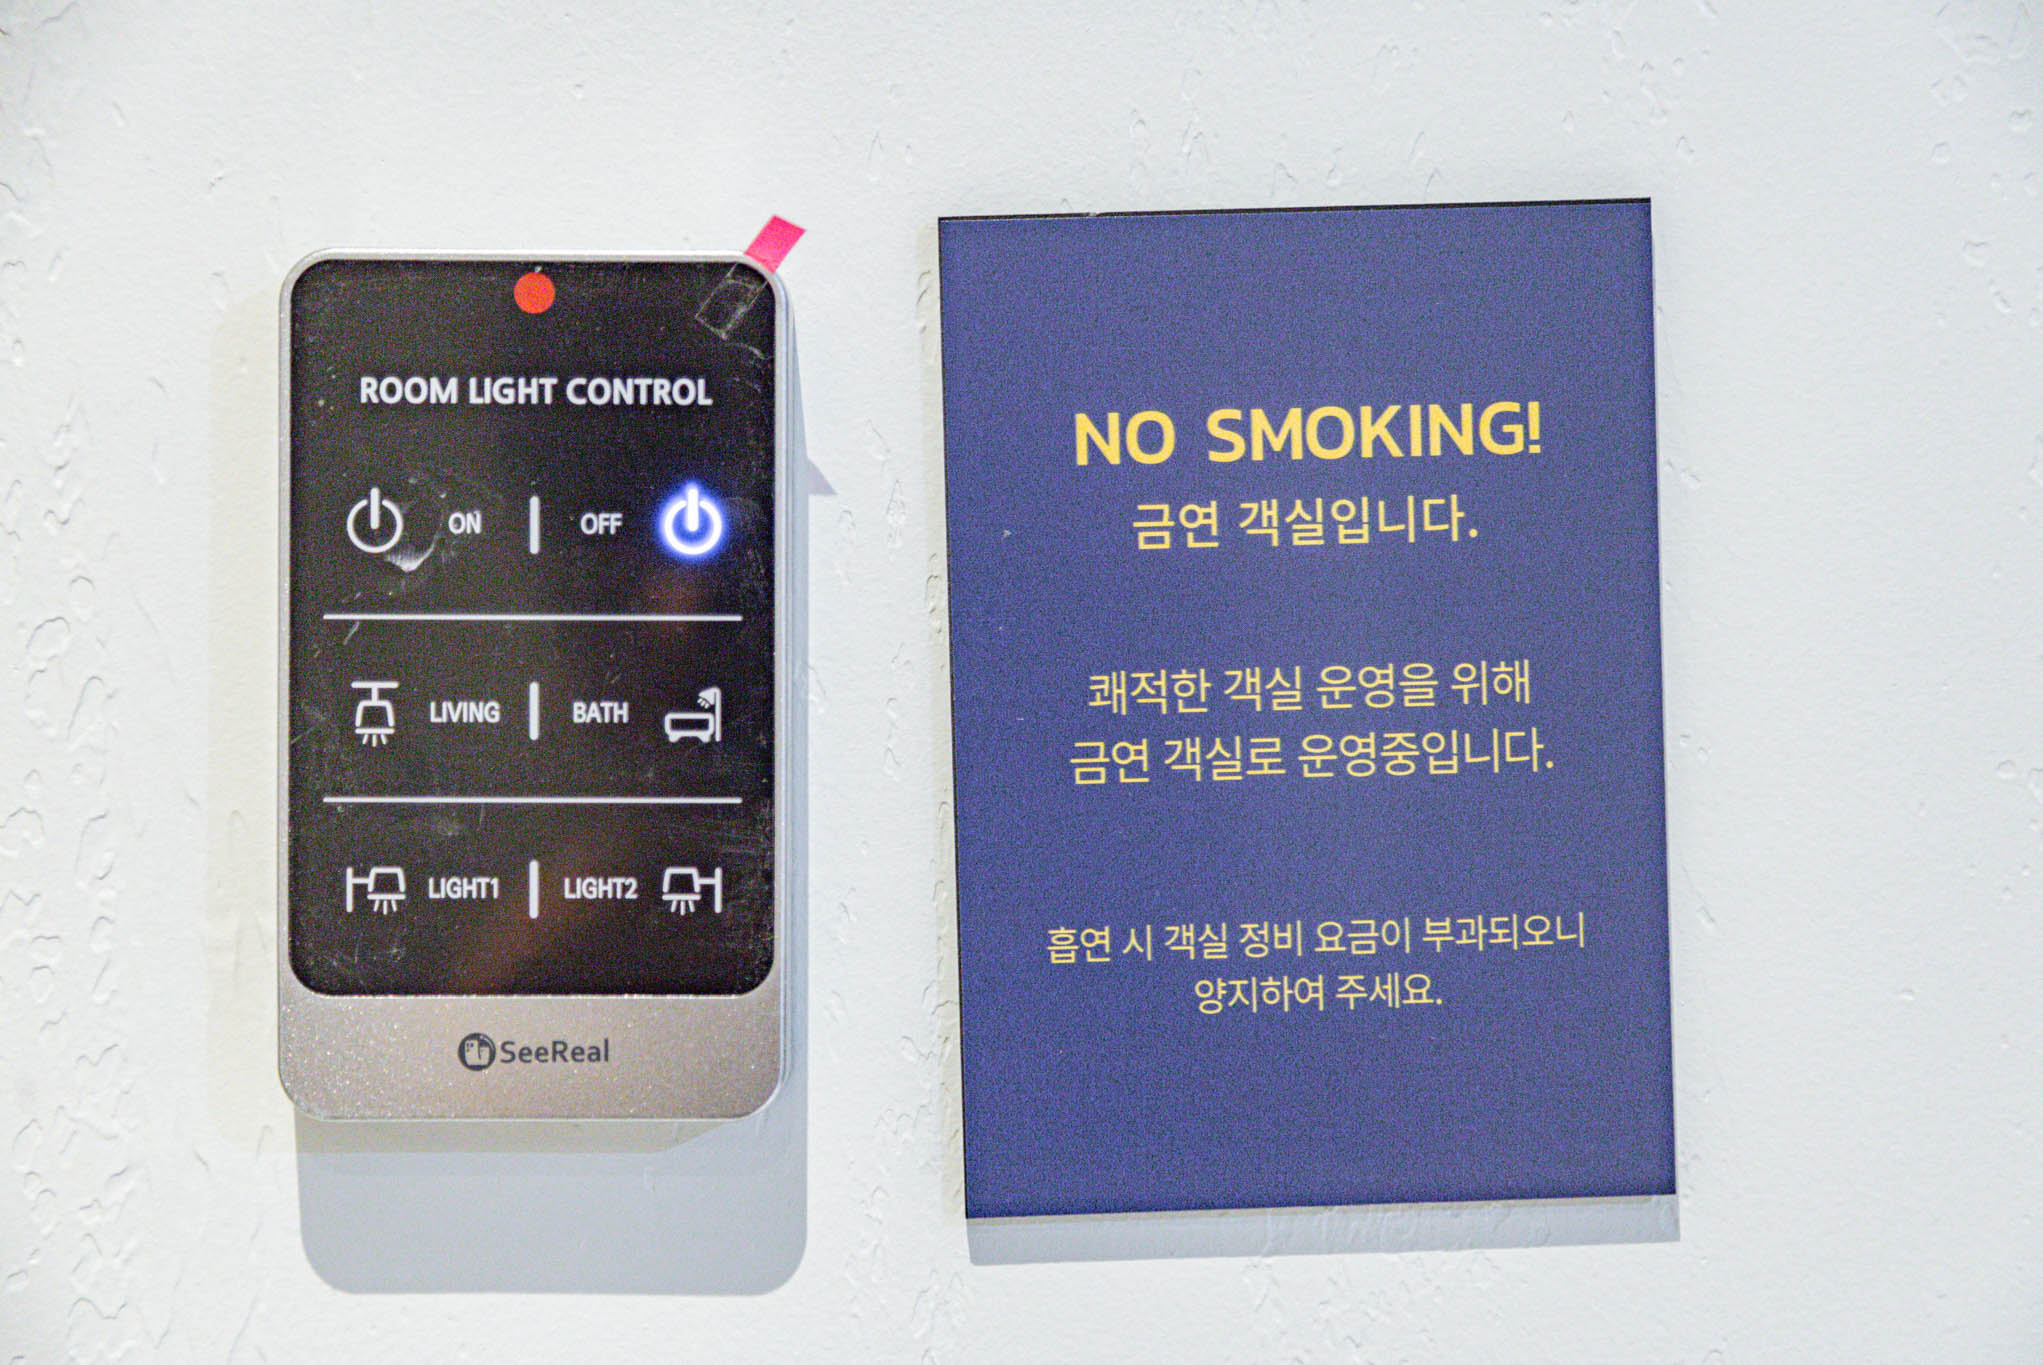 ROOM LIGHT CONTROL
ON | OFF
LIVING | BATH
LIGHT1 | LIGHT2
SeeReal
NO SMOKING!
금연 객실입니다.
쾌적한 객실 운영을 위해
금연 객실로 운영중입니다.
흡연 시 객실 정비 요금이 부과되오니
양지하여 주세요.